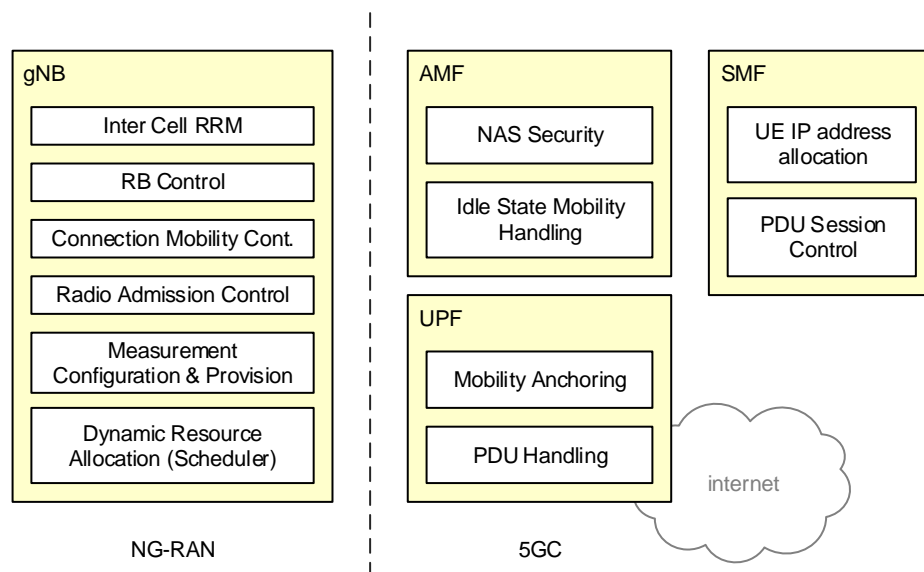 gNB
Inter Cell RRM
RB Control
Connection Mobility Cont.
Radio Admission Control
Measurement
Configuration & Provision
Dynamic Resource
Allocation (Scheduler)
NG-RAN
AMF
NAS Security
Idle State Mobility
Handling
SMF
UE IP address
allocation
PDU Session
Control
UPF
Mobility Anchoring
PDU Handling
internet
5GC